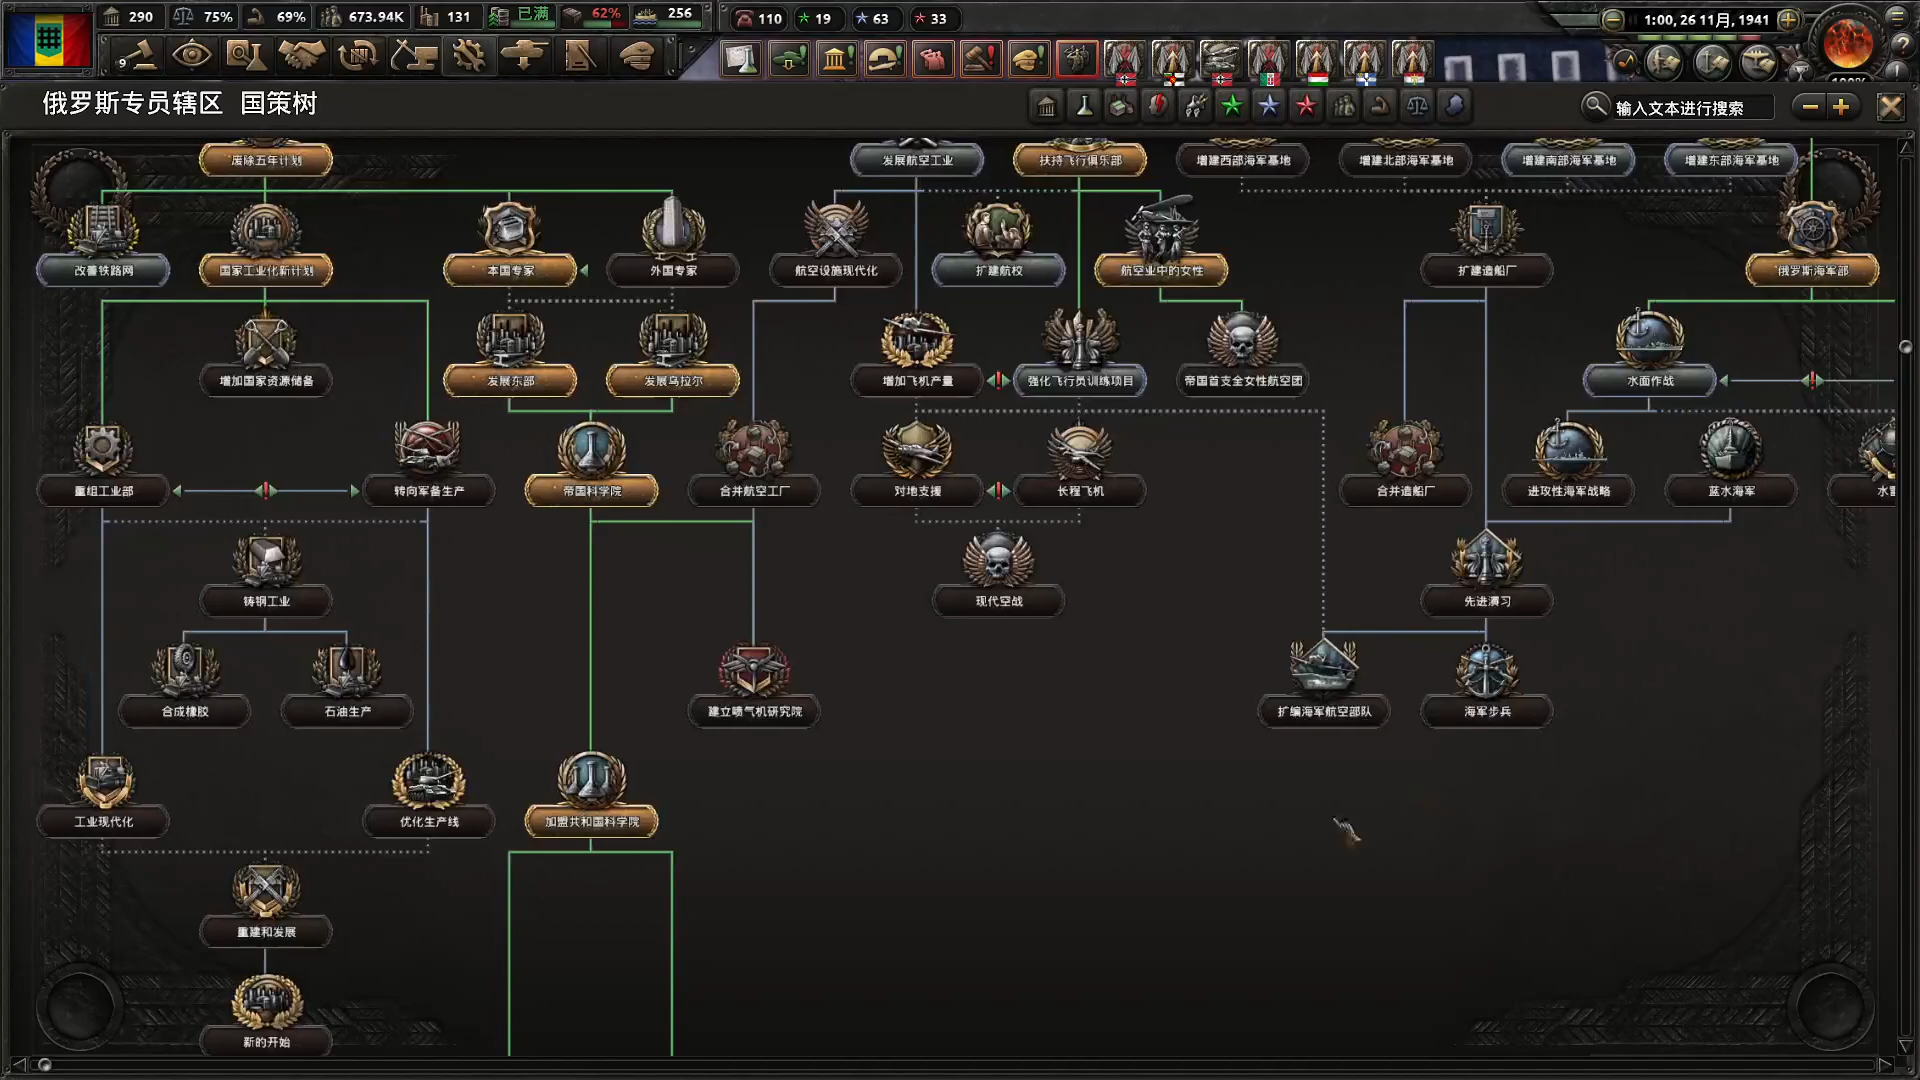 290 75% 69% 673.94K 131 已满 62% 256 110 19 63 33 1:00, 26 11月, 1941
9
100%
俄罗斯专员辖区 国策树
输入文本进行搜索
废除五年计划 发展航空工业 扶持飞行俱乐部 增建西部海军基地 增建北部海军基地 增建南部海军基地 增建东部海军基地
改善铁路网 国家工业化新计划 本国专家 外国专家 航空设施现代化 扩建航校 航空业中的女性 扩建造船厂 俄罗斯海军部
增加国家资源储备 发展东部 发展乌拉尔 增加飞机产量 强化飞行员训练项目 帝国首支全女性航空团 水面作战
重组工业部 转向军备生产 帝国科学院 合并航空工厂 对地支援 长程飞机 合并造船厂 进攻性海军战略 蓝水海军
铸钢工业 现代空战 先进演习
合成橡胶 石油生产 建立喷气机研究院 扩编海军航空部队 海军步兵
工业现代化 优化生产线 加盟共和国科学院
重建和发展
新的开始